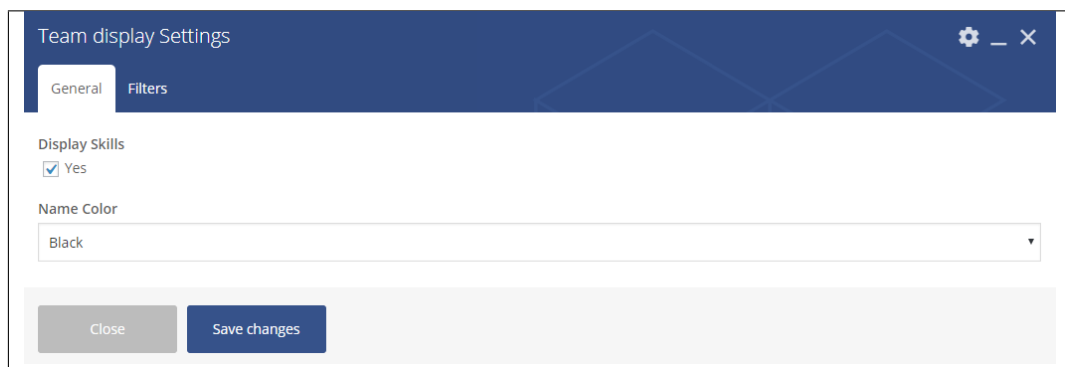 Team display Settings
General Filters
Display Skills
Yes
Name Color
Black
Close Save changes